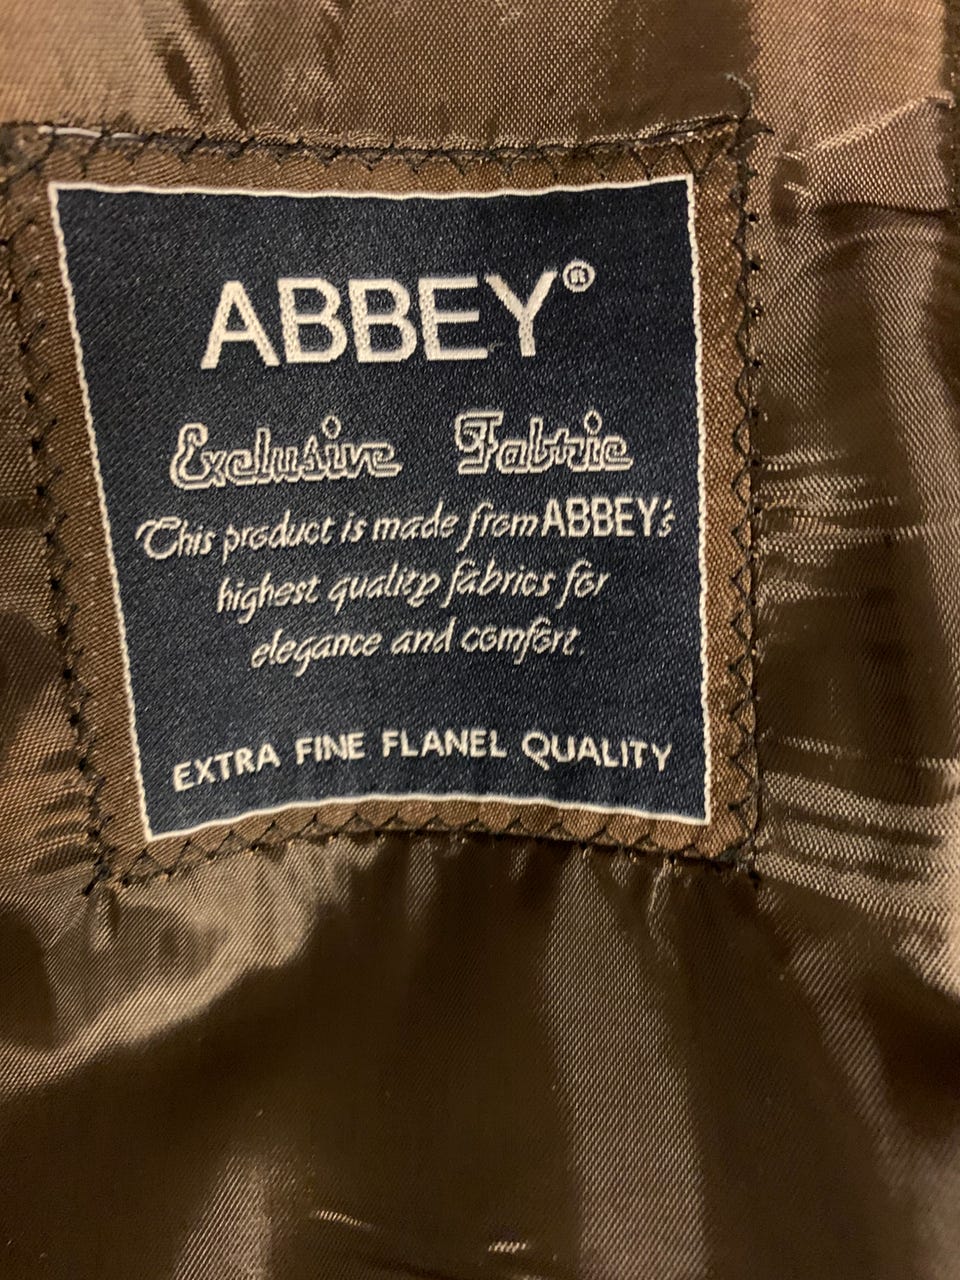 ABBEY®
Exclusive Fabric
This product is made from ABBEY's
highest quality fabrics for
elegance and comfort.
EXTRA FINE FLANEL QUALITY